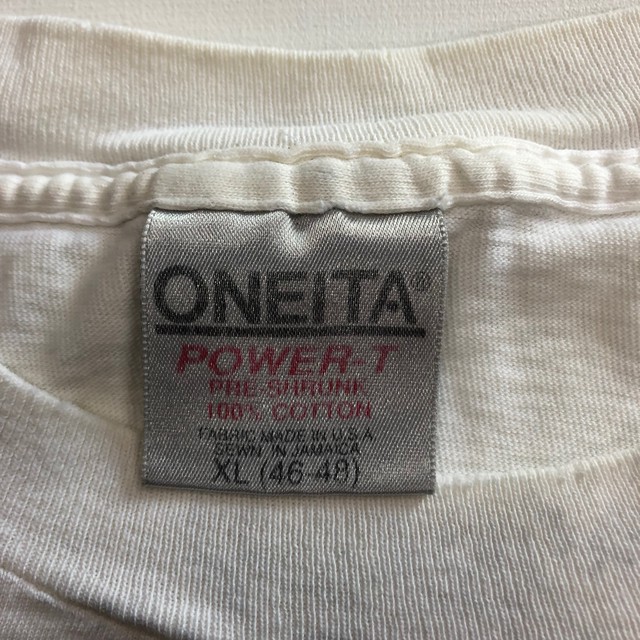 ONEITA®
POWER-T
PRE-SHRUNK
100% COTTON
FABRIC MADE IN U.S.A
SEWN IN JAMAICA
XL (46-48)